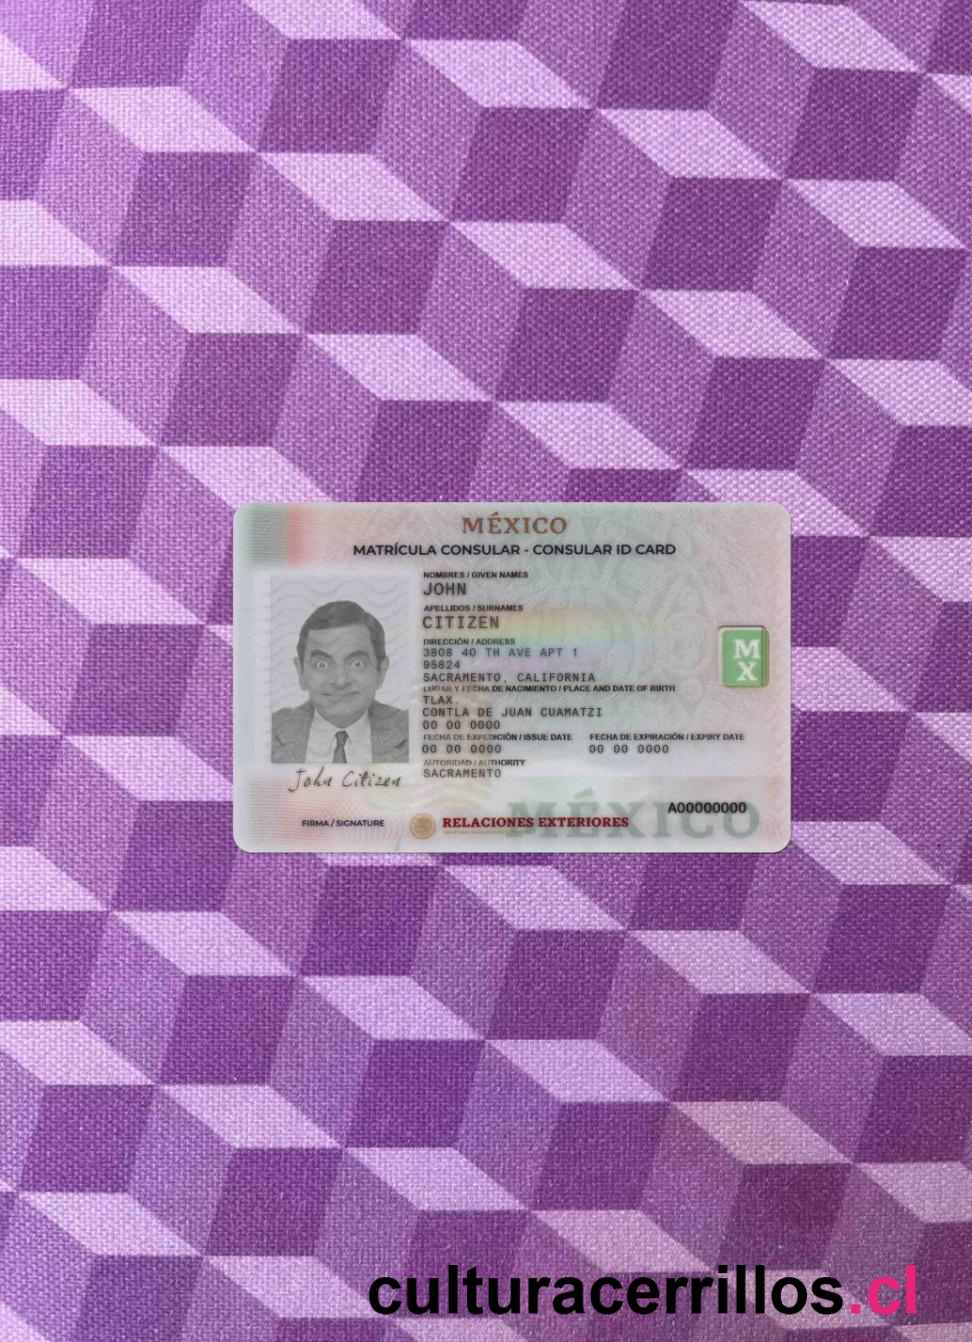 MÉXICO
MATRÍCULA CONSULAR - CONSULAR ID CARD
NOMBRES / GIVEN NAMES
JOHN
APELLIDOS / SURNAMES
CITIZEN
DIRECCIÓN / ADDRESS
3808 40 TH AVE APT 1
95824
SACRAMENTO, CALIFORNIA
LUGAR Y FECHA DE NACIMIENTO / PLACE AND DATE OF BIRTH
TLAX.
CONTLA DE JUAN CUAMATZI
00 00 0000
FECHA DE EXPEDICIÓN / ISSUE DATE FECHA DE EXPIRACIÓN / EXPIRY DATE
00 00 0000 00 00 0000
AUTORIDAD / AUTHORITY
SACRAMENTO
M
X
John Citizen
FIRMA / SIGNATURE
RELACIONES EXTERIORES
MÉXICO
A00000000
culturacerrillos.cl